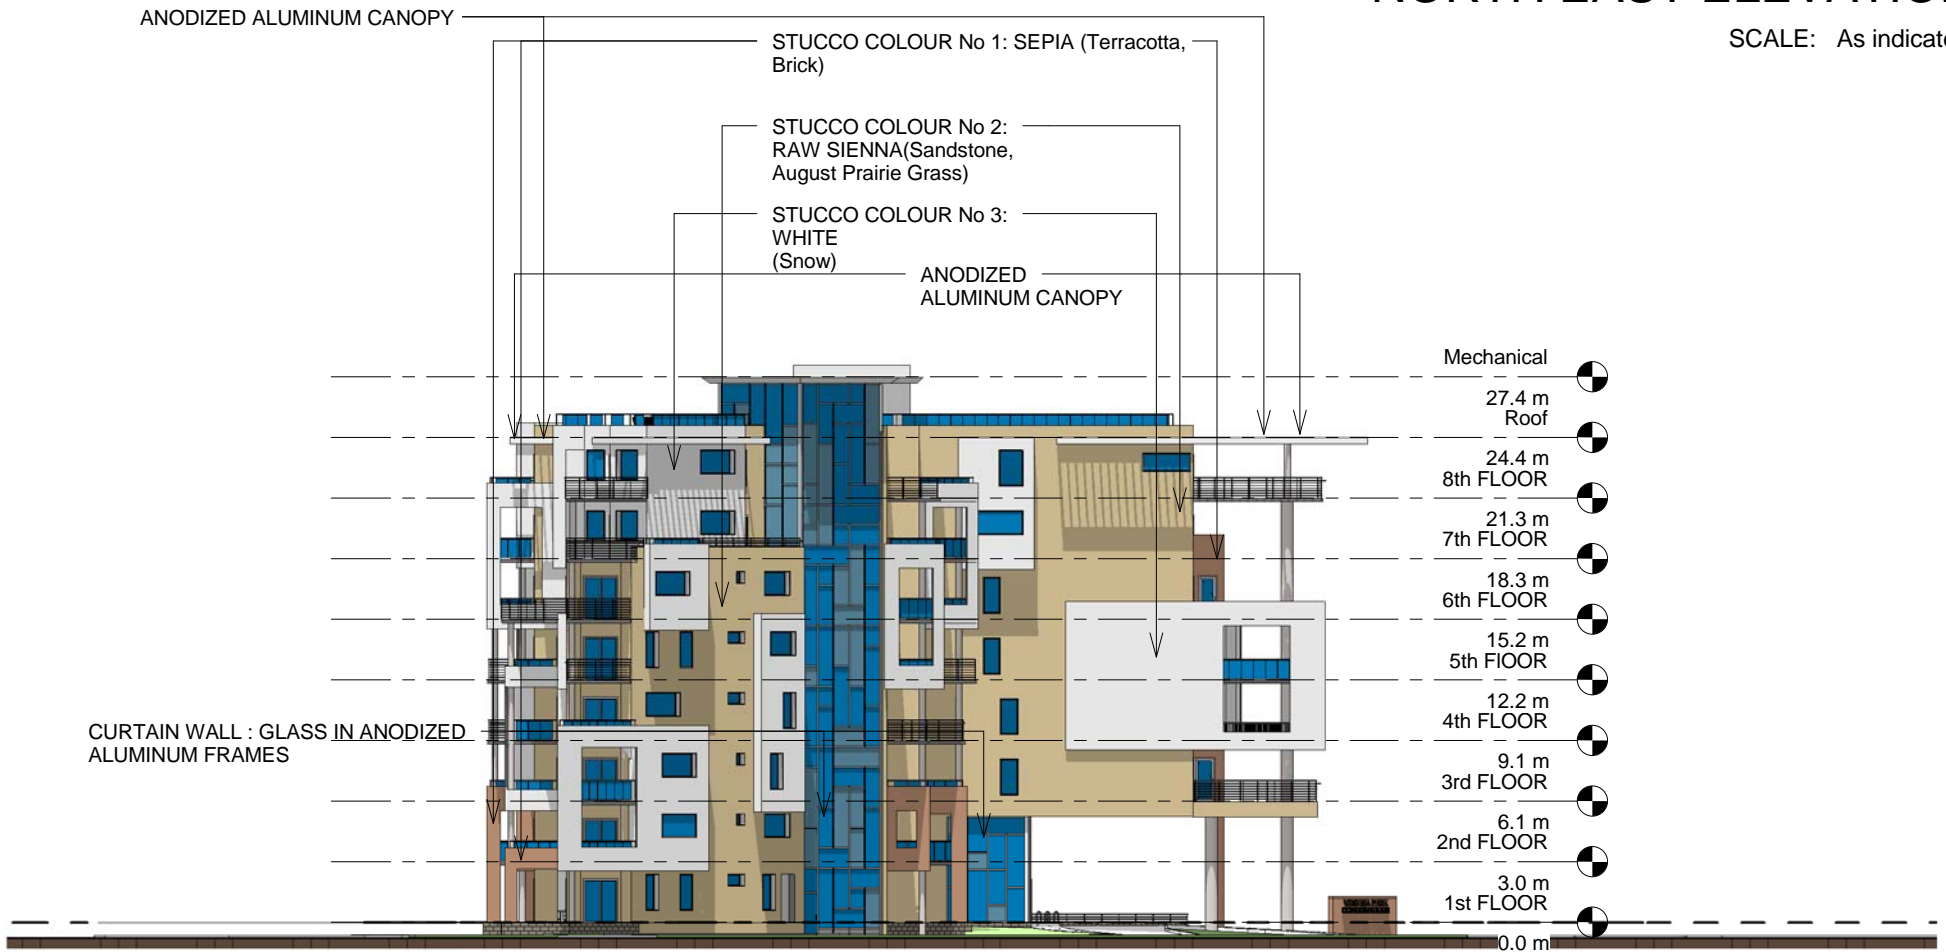 NORTH EAST ELEVATION
SCALE: As indicate
ANODIZED ALUMINUM CANOPY
STUCCO COLOUR No 1: SEPIA (Terracotta,
Brick)
STUCCO COLOUR No 2:
RAW SIENNA(Sandstone,
August Prairie Grass)
STUCCO COLOUR No 3:
WHITE
(Snow)
ANODIZED
ALUMINUM CANOPY
CURTAIN WALL : GLASS IN ANODIZED
ALUMINUM FRAMES
Mechanical
27.4 m
Roof
24.4 m
8th FLOOR
21.3 m
7th FLOOR
18.3 m
6th FLOOR
15.2 m
5th FlOOR
12.2 m
4th FLOOR
9.1 m
3rd FLOOR
6.1 m
2nd FLOOR
3.0 m
1st FLOOR
0.0 m